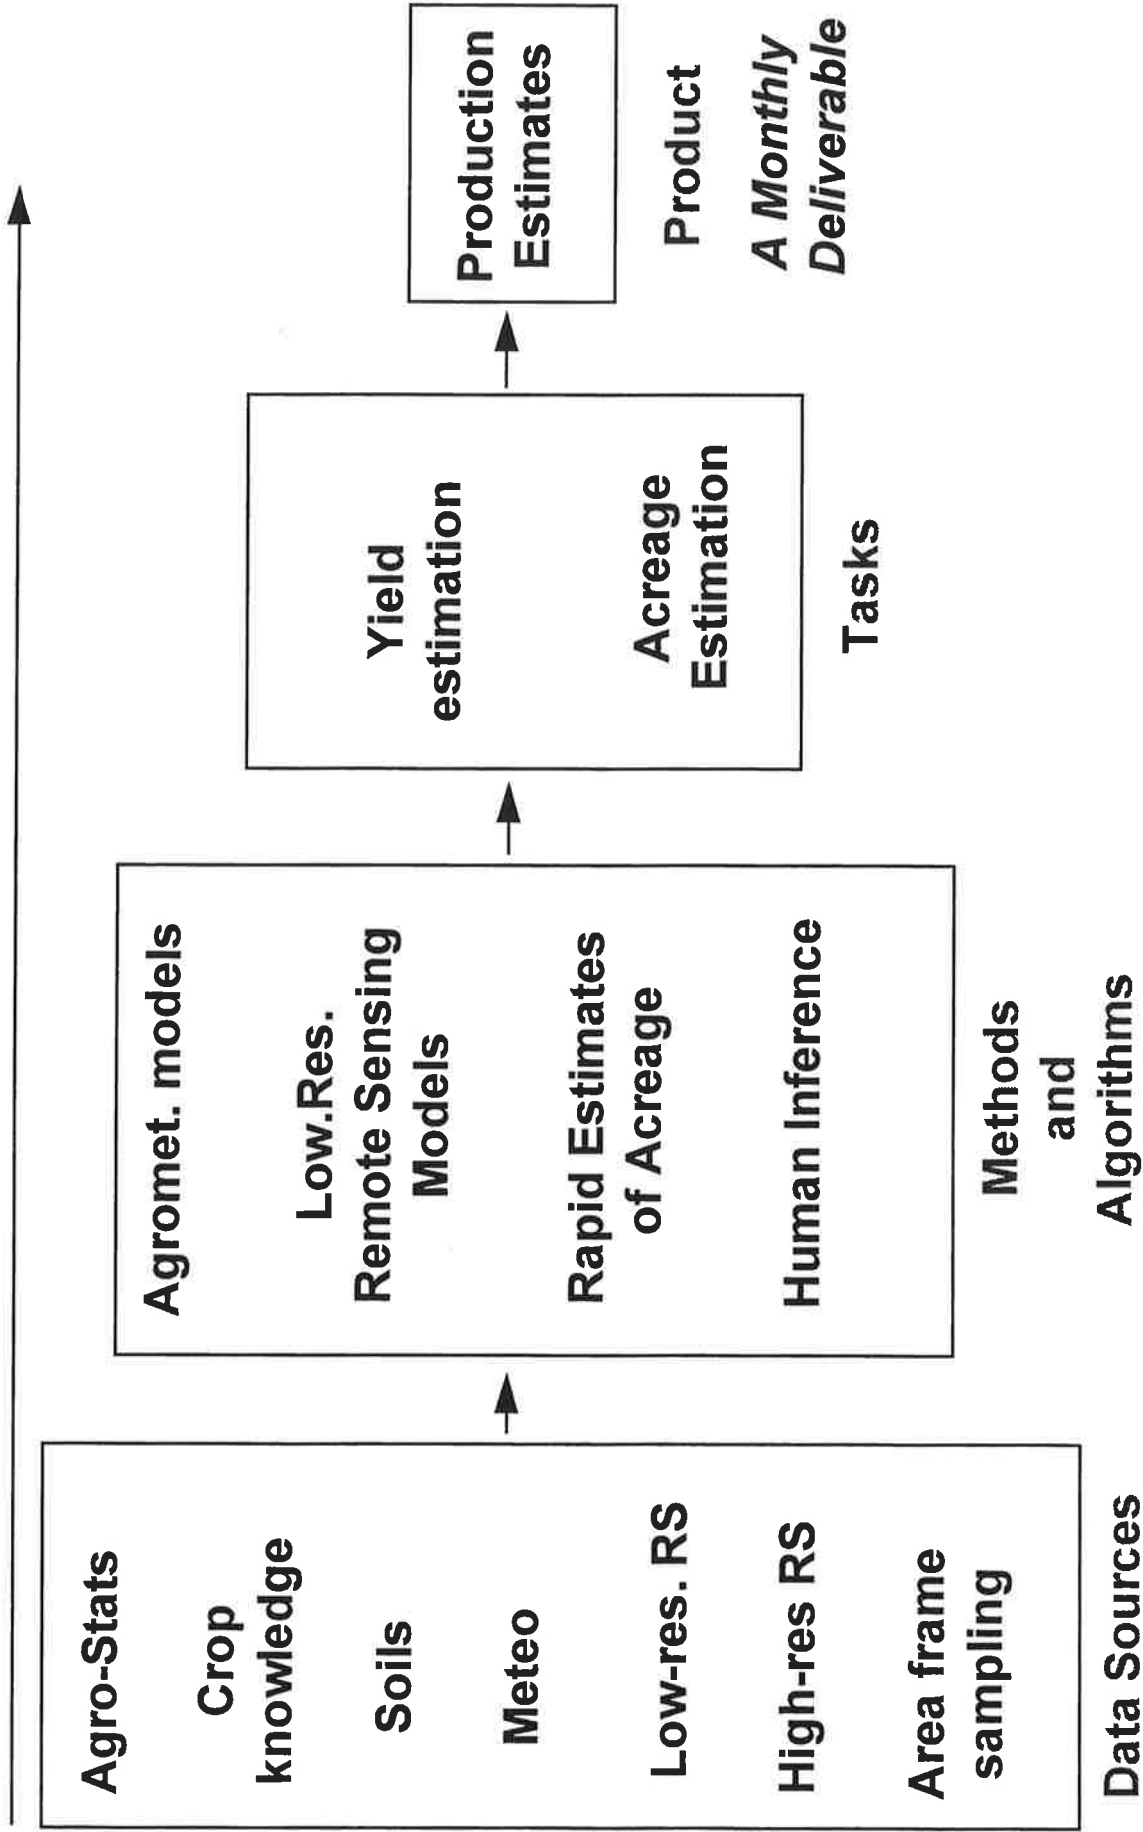 Agro-Stats
Crop
knowledge
Soils
Meteo
Low-res. RS
High-res RS
Area frame
sampling
Data Sources
Agromet. models
Low.Res.
Remote Sensing
Models
Rapid Estimates
of Acreage
Human Inference
Methods
and
Algorithms
Yield
estimation
Acreage
Estimation
Tasks
Production
Estimates
Product
A Monthly
Deliverable